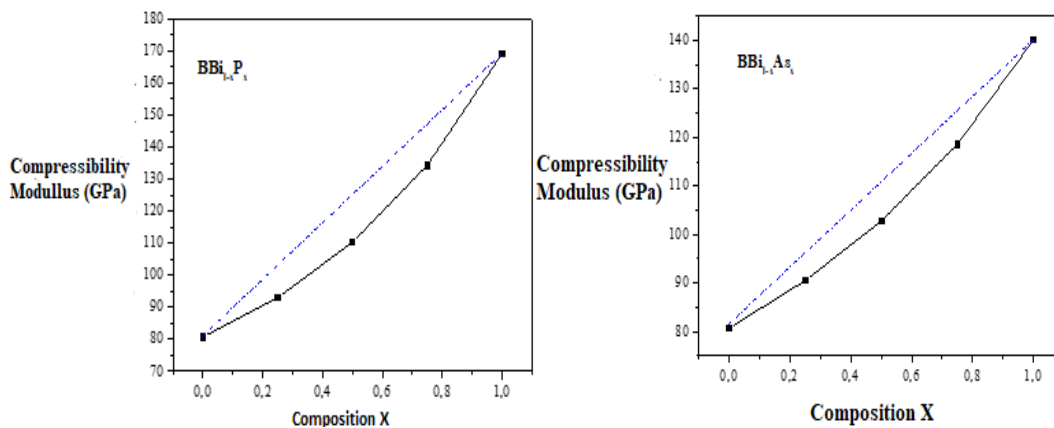 180
170
160
150
140
130
120
110
100
90
80
70
BBi1-xPx
Compressibility
Modullus (GPa)
0,0 0,2 0,4 0,6 0,8 1,0
Composition X
140
130
120
110
100
90
80
BBi1-xAsx
Compressibility
Modulus (GPa)
0,0 0,2 0,4 0,6 0,8 1,0
Composition X